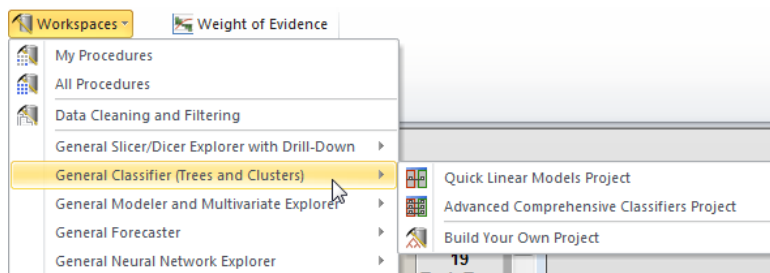 Workspaces
Weight of Evidence
My Procedures
All Procedures
Data Cleaning and Filtering
General Slicer/Dicer Explorer with Drill-Down
General Classifier (Trees and Clusters)
Quick Linear Models Project
General Modeler and Multivariate Explorer
Advanced Comprehensive Classifiers Project
General Forecaster
Build Your Own Project
General Neural Network Explorer
19